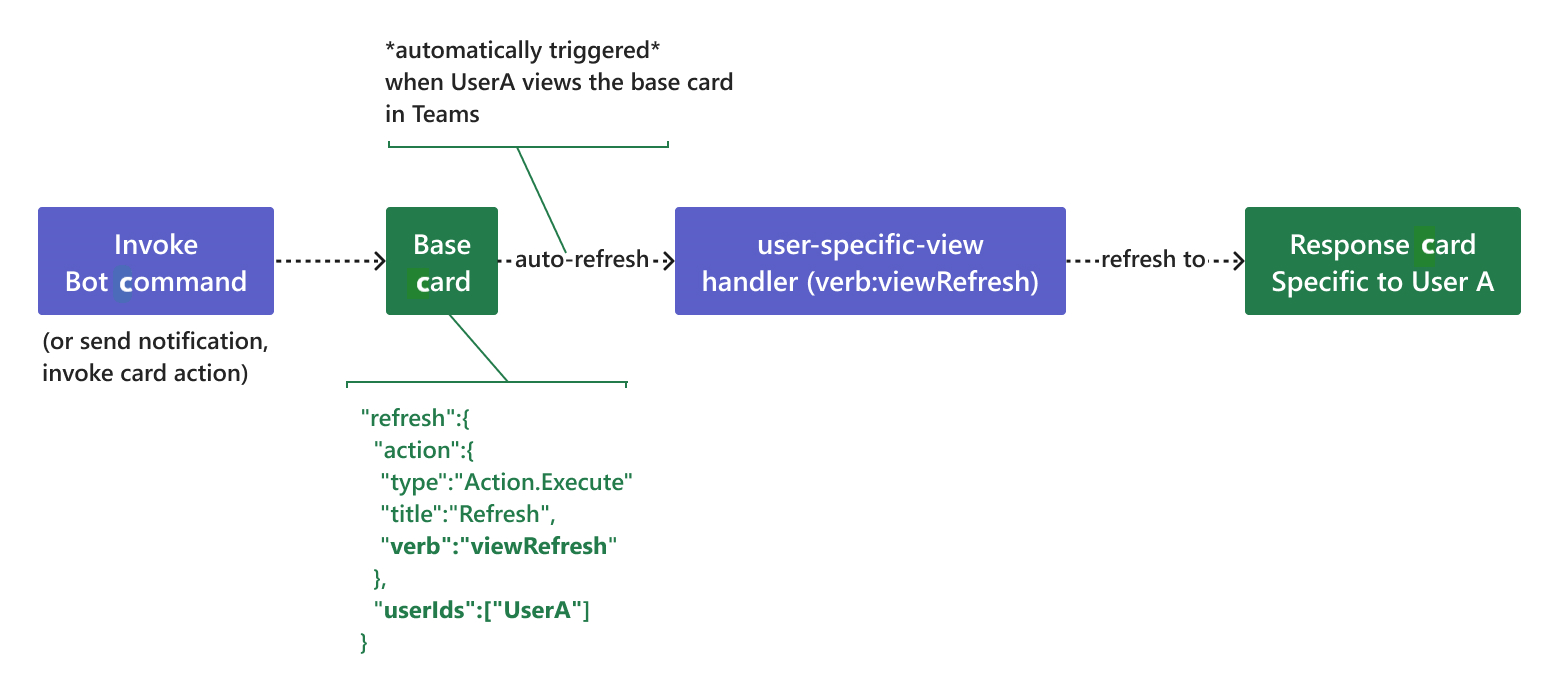 *automatically triggered*
when UserA views the base card
in Teams
Invoke
Bot command
(or send notification,
invoke card action)
Base
card
auto-refresh
user-specific-view
handler (verb:viewRefresh)
refresh to
Response card
Specific to User A
"refresh":{
"action":{
"type":"Action.Execute"
"title":"Refresh",
"verb":"viewRefresh"
},
"userIds":["UserA"]
}